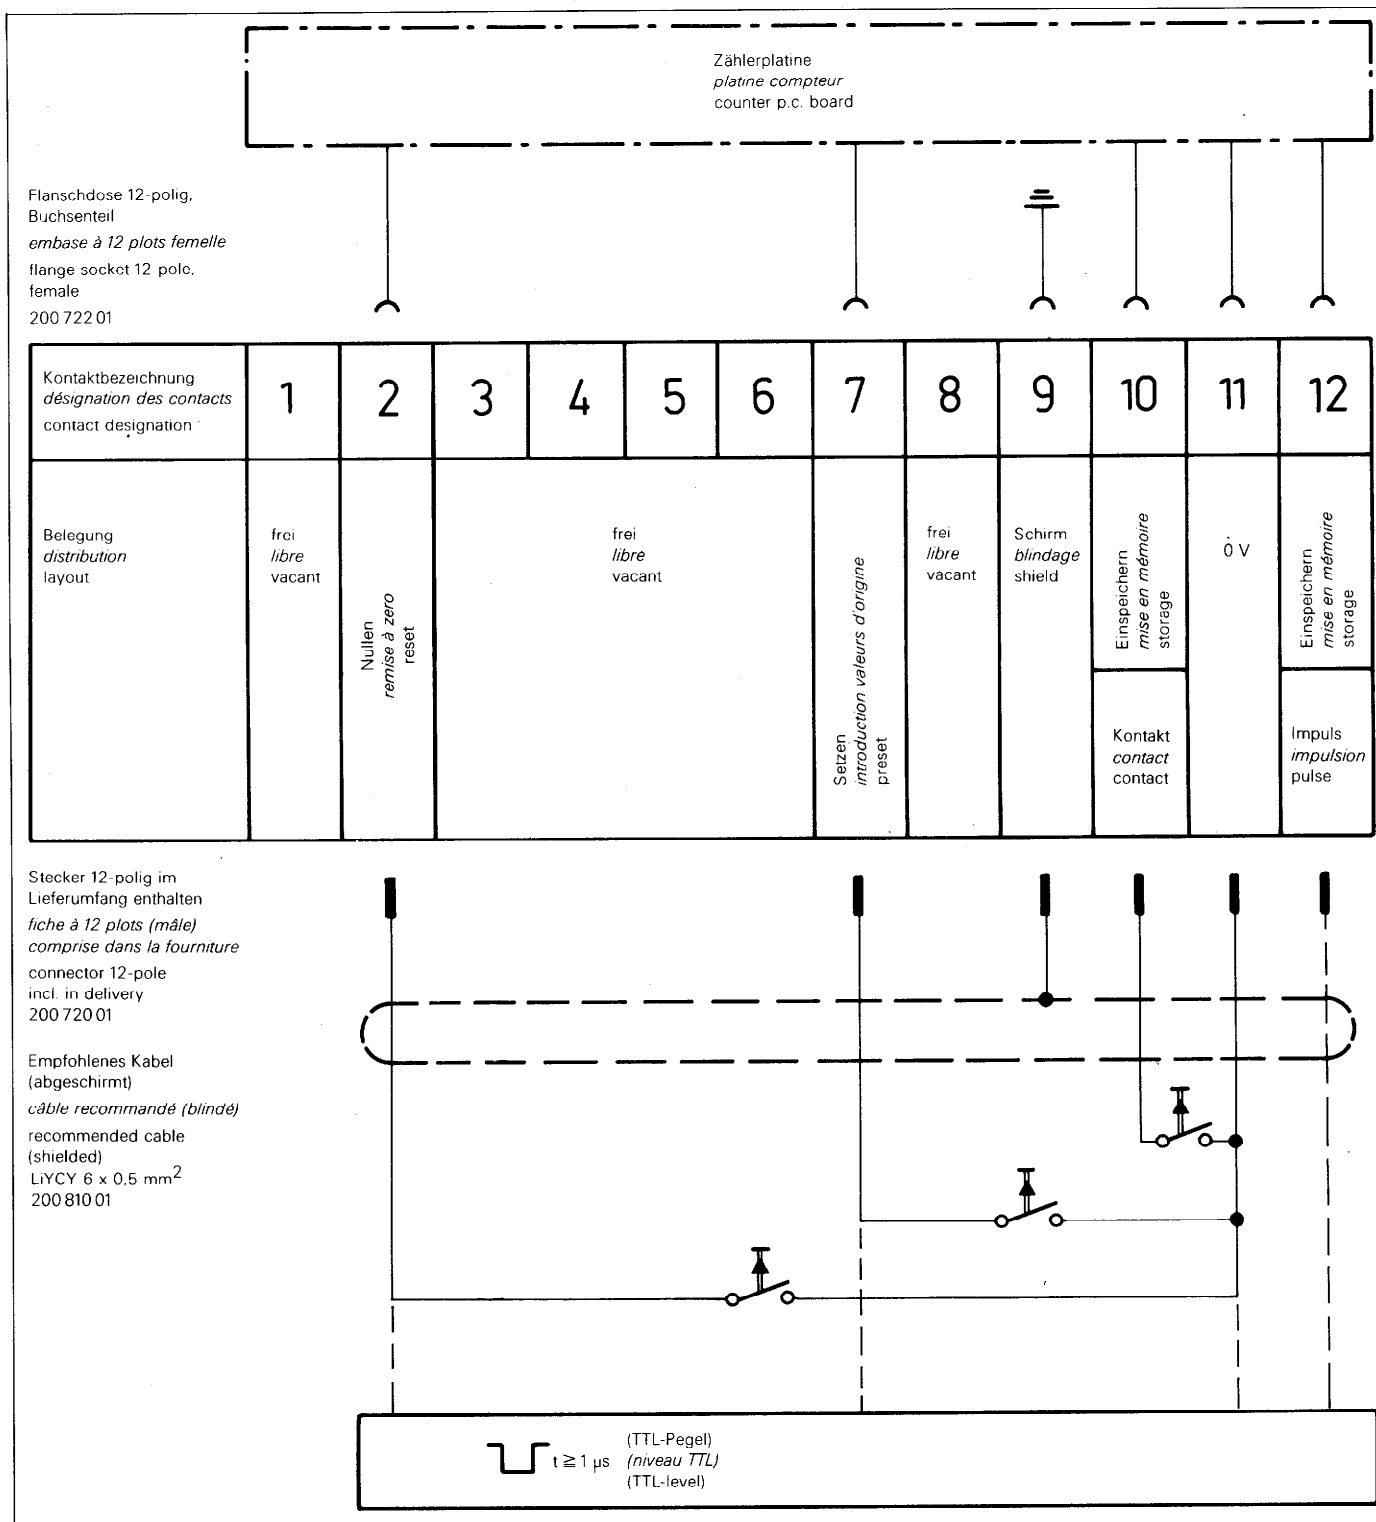 Zählerplatine
platine compteur
counter p.c. board
Flanschdose 12-polig,
Buchsenteil
embase à 12 plots femelle
flange socket 12 pole,
female
200 722 01
Kontaktbezeichnung
désignation des contacts
contact designation
1
2
3
4
5
6
7
8
9
10
11
12
Belegung
distribution
layout
frei
libre
vacant
Nullen
remise à zero
reset
frei
libre
vacant
Setzen
introduction valeurs d'origine
preset
frei
libre
vacant
Schirm
blindage
shield
Einspeichern
mise en mémoire
storage
Kontakt
contact
contact
0 V
Einspeichern
mise en mémoire
storage
Impuls
impulsion
pulse
Stecker 12-polig im
Lieferumfang enthalten
fiche à 12 plots (mâle)
comprise dans la fourniture
connector 12-pole
incl. in delivery
200 720 01
Empfohlenes Kabel
(abgeschirmt)
câble recommandé (blindé)
recommended cable
(shielded)
LiYCY 6 x 0,5 mm²
200 810 01
t ≧ 1 µs
(TTL-Pegel)
(niveau TTL)
(TTL-level)